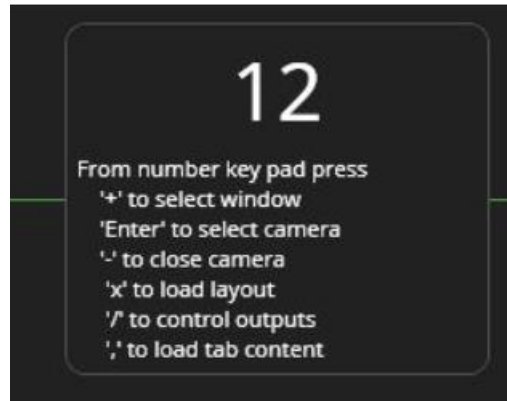 12
From number key pad press
'+' to select window
'Enter' to select camera
'-' to close camera
'x' to load layout
'/' to control outputs
',' to load tab content